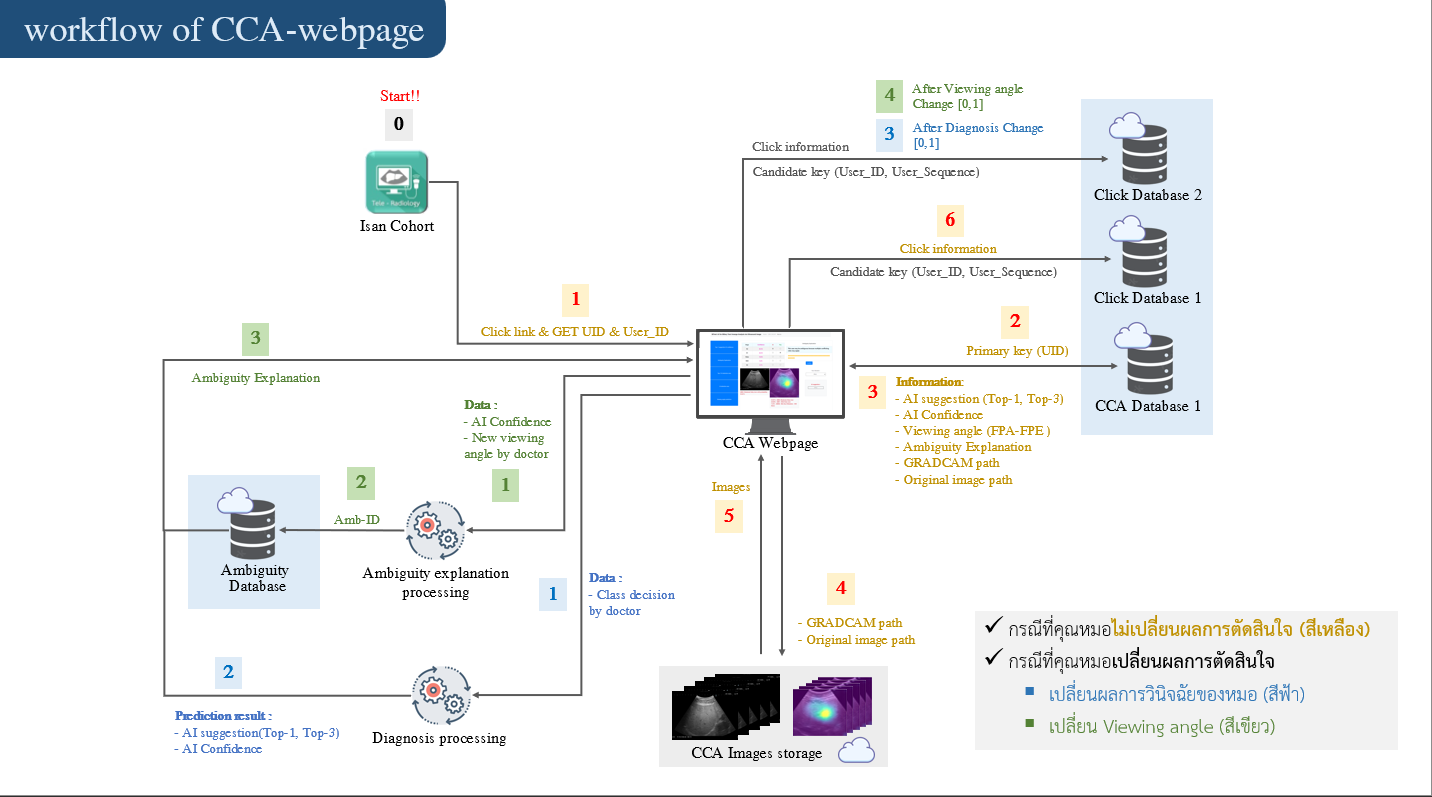 workflow of CCA-webpage
Start!!
0
Tele - Radiology
Isan Cohort
4
After Viewing angle
Change [0,1]
3
After Diagnosis Change
[0,1]
Click information
Candidate key (User_ID, User_Sequence)
Click Database 2
6
Click information
Candidate key (User_ID, User_Sequence)
Click Database 1
1
Click link & GET UID & User_ID
2
Primary key (UID)
CCA Database 1
3
Information:
- AI suggestion (Top-1, Top-3)
- AI Confidence
- Viewing angle (FPA-FPE )
- Ambiguity Explanation
- GRADCAM path
- Original image path
CCA Webpage
3
Ambiguity Explanation
Data :
- AI Confidence
- New viewing
angle by doctor
1
2
Amb-ID
Ambiguity
Database
Ambiguity explanation
processing
Images
5
1
Data :
- Class decision
by doctor
4
- GRADCAM path
- Original image path
2
Prediction result :
- AI suggestion(Top-1, Top-3)
- AI Confidence
Diagnosis processing
CCA Images storage
✓ กรณีที่คุณหมอไม่เปลี่ยนผลการตัดสินใจ (สีเหลือง)
✓ กรณีที่คุณหมอเปลี่ยนผลการตัดสินใจ
▪ เปลี่ยนผลการวินิจฉัยของหมอ (สีฟ้า)
▪ เปลี่ยน Viewing angle (สีเขียว)